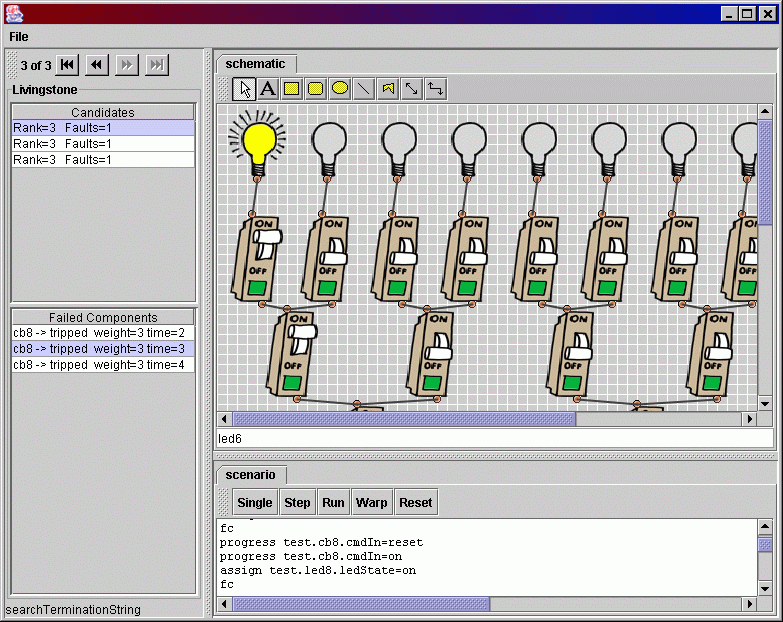 File
3 of 3
Livingstone
Candidates
Rank=3 Faults=1
Rank=3 Faults=1
Rank=3 Faults=1
Failed Components
cb8 -> tripped weight=3 time=2
cb8 -> tripped weight=3 time=3
cb8 -> tripped weight=3 time=4
searchTerminationString
schematic
A
ON ON ON ON ON ON ON ON
OFF OFF OFF OFF OFF OFF OFF OFF
ON ON ON ON
OFF OFF OFF OFF
led6
scenario
Single Step Run Warp Reset
fc
progress test.cb8.cmdIn=reset
progress test.cb8.cmdIn=on
assign test.led8.ledState=on
fc